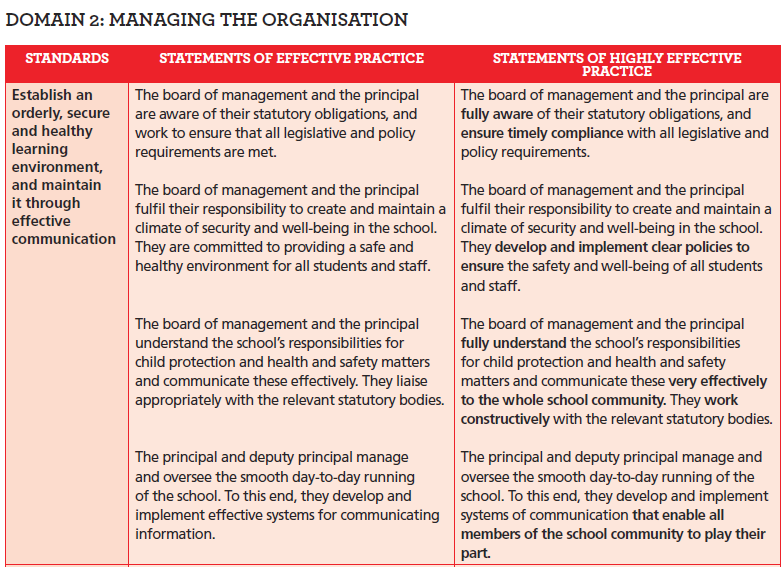 DOMAIN 2: MANAGING THE ORGANISATION
STANDARDS
STATEMENTS OF EFFECTIVE PRACTICE
STATEMENTS OF HIGHLY EFFECTIVE
PRACTICE
Establish an
orderly, secure
and healthy
learning
environment,
and maintain
it through
effective
communication
The board of management and the principal
are aware of their statutory obligations, and
work to ensure that all legislative and policy
requirements are met.
The board of management and the principal are
fully aware of their statutory obligations, and
ensure timely compliance with all legislative and
policy requirements.
The board of management and the principal
fulfil their responsibility to create and maintain a
climate of security and well-being in the school.
They are committed to providing a safe and
healthy environment for all students and staff.
The board of management and the principal
fulfil their responsibility to create and maintain a
climate of security and well-being in the school.
They develop and implement clear policies to
ensure the safety and well-being of all students
and staff.
The board of management and the principal
understand the school’s responsibilities for
child protection and health and safety matters
and communicate these effectively. They liaise
appropriately with the relevant statutory bodies.
The board of management and the principal
fully understand the school’s responsibilities
for child protection and health and safety
matters and communicate these very effectively
to the whole school community. They work
constructively with the relevant statutory bodies.
The principal and deputy principal manage
and oversee the smooth day-to-day running
of the school. To this end, they develop and
implement effective systems for communicating
information.
The principal and deputy principal manage and
oversee the smooth day-to-day running of the
school. To this end, they develop and implement
systems of communication that enable all
members of the school community to play their
part.